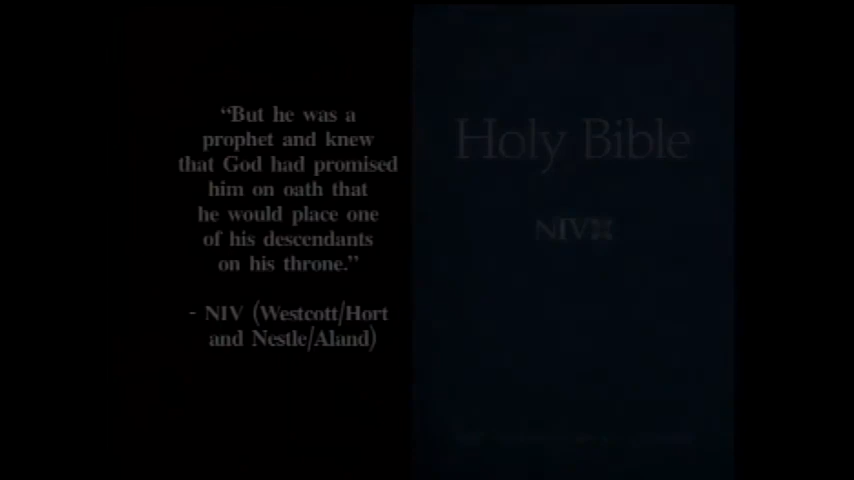 “But he was a
prophet and knew
that God had promised
him on oath that
he would place one
of his descendants
on his throne.”
- NIV (Westcott/Hort
and Nestle/Aland)
Holy Bible
NIV